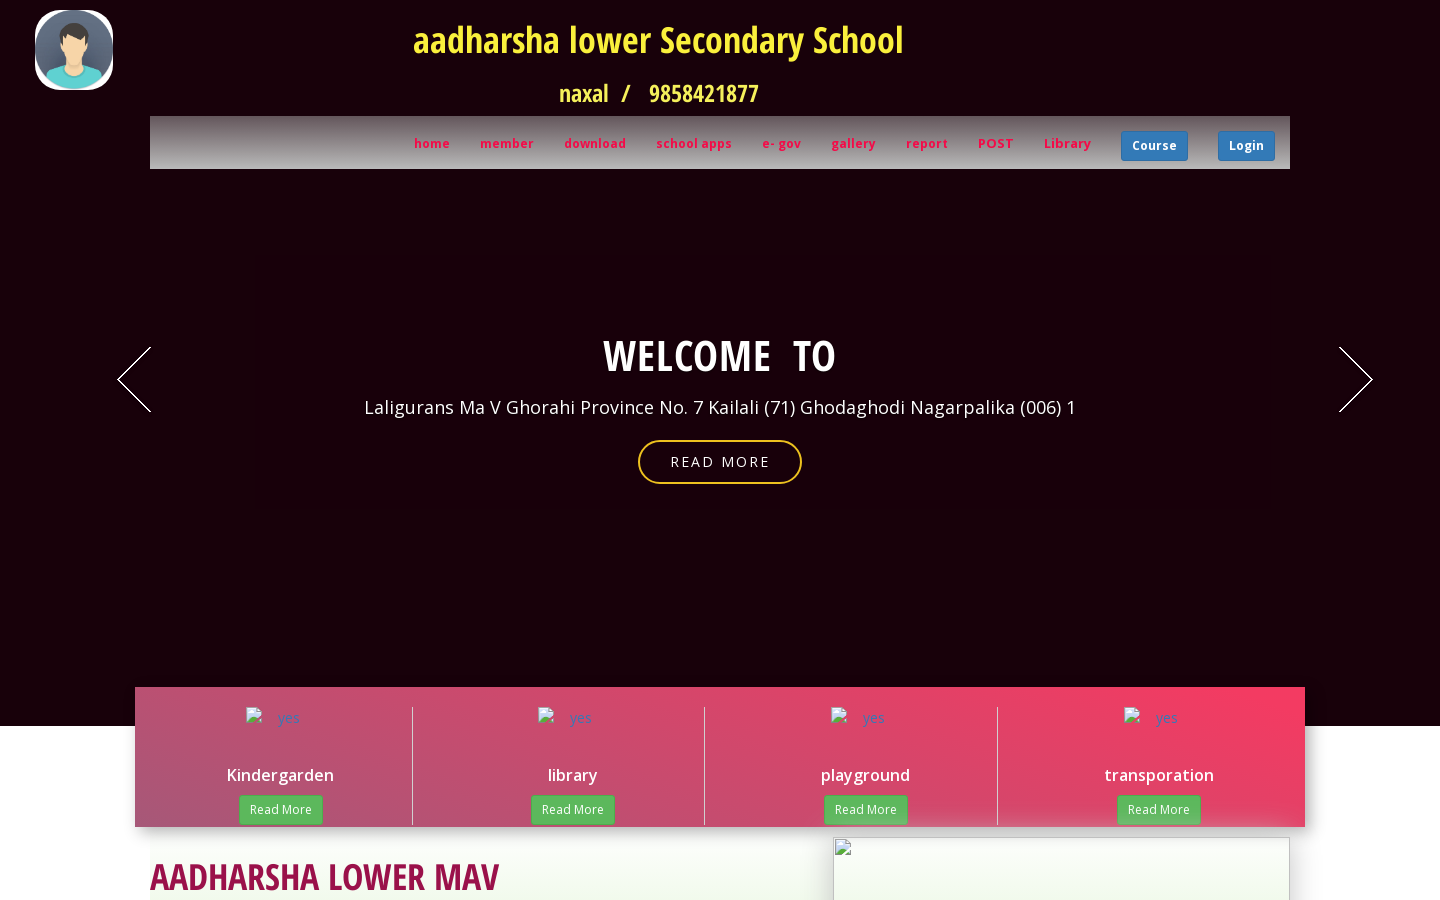 aadharsha lower Secondary School
naxal / 9858421877
home member download school apps e- gov gallery report POST Library Course Login
WELCOME TO
Laligurans Ma V Ghorahi Province No. 7 Kailali (71) Ghodaghodi Nagarpalika (006) 1
READ MORE
yes yes yes yes
Kindergarden library playground transporation
Read More Read More Read More Read More
AADHARSHA LOWER MAV